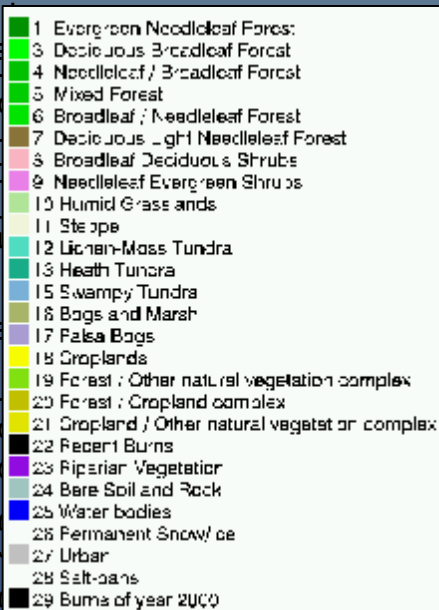 1 Evergreen Needleleaf Forest
3 Deciduous Broadleaf Forest
4 Needleleaf / Broadleaf Forest
5 Mixed Forest
6 Broadleaf / Needleleaf Forest
7 Deciduous Light Needleleaf Forest
8 Broadleaf Deciduous Shrubs
9 Needleleaf Evergreen Shrubs
10 Humid Grasslands
11 Steppe
12 Lichen-Moss Tundra
13 Heath Tundra
15 Swampy Tundra
16 Bogs and Marsh
17 Palsa Bogs
18 Croplands
19 Forest / Other natural vegetation complex
20 Forest / Cropland complex
21 Cropland / Other natural vegetation complex
22 Recent Burns
23 Riparian Vegetation
24 Bare Soil and Rock
25 Water bodies
26 Permanent Snow/Ice
27 Urban
28 Salt-pans
29 Burns of year 2000